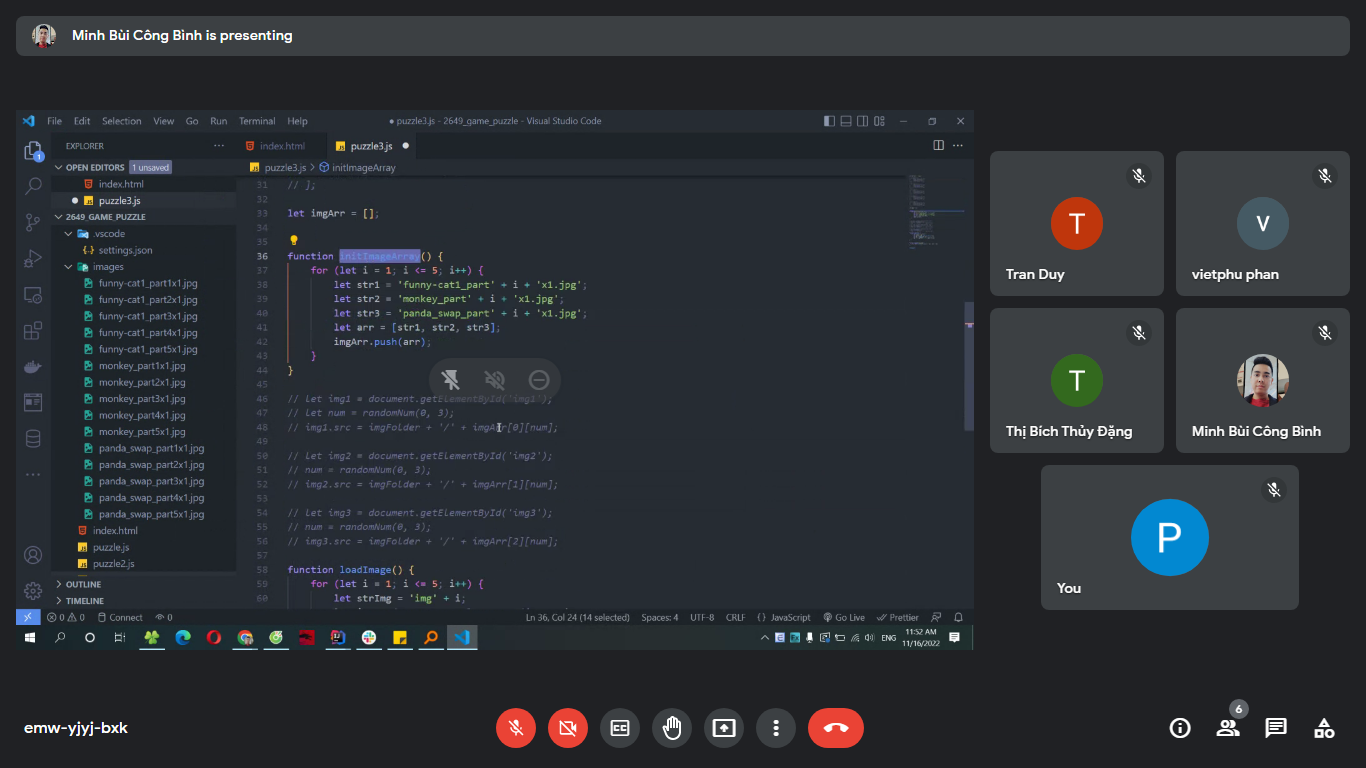 Minh Bùi Công Bình is presenting
File Edit Selection View Go Run Terminal Help
● puzzle3.js - 2649_game_puzzle - Visual Studio Code
EXPLORER
index.html
puzzle3.js
OPEN EDITORS 1 unsaved
puzzle3.js > initImageArray
index.html
puzzle3.js
2649_GAME_PUZZLE
.vscode
settings.json
images
funny-cat1_part1x1.jpg
funny-cat1_part2x1.jpg
funny-cat1_part3x1.jpg
funny-cat1_part4x1.jpg
funny-cat1_part5x1.jpg
monkey_part1x1.jpg
monkey_part2x1.jpg
monkey_part3x1.jpg
monkey_part4x1.jpg
monkey_part5x1.jpg
panda_swap_part1x1.jpg
panda_swap_part2x1.jpg
panda_swap_part3x1.jpg
panda_swap_part4x1.jpg
panda_swap_part5x1.jpg
index.html
puzzle.js
puzzle2.js
OUTLINE
TIMELINE
31 // ];
32
33 let imgArr = [];
34
35
36 function initImageArray() {
37 for (let i = 1; i <= 5; i++) {
38 let str1 = 'funny-cat1_part' + i + 'x1.jpg';
39 let str2 = 'monkey_part' + i + 'x1.jpg';
40 let str3 = 'panda_swap_part' + i + 'x1.jpg';
41 let arr = [str1, str2, str3];
42 imgArr.push(arr);
43 }
44 }
45
46 // let img1 = document.getElementById('img1');
47 // let num = randomNum(0, 3);
48 // img1.src = imgFolder + '/' + imgArr[0][num];
49
50 // let img2 = document.getElementById('img2');
51 // num = randomNum(0, 3);
52 // img2.src = imgFolder + '/' + imgArr[1][num];
53
54 // let img3 = document.getElementById('img3');
55 // num = randomNum(0, 3);
56 // img3.src = imgFolder + '/' + imgArr[2][num];
57
58 function loadImage() {
59 for (let i = 1; i <= 5; i++) {
60 let strImg = 'img' + i;
0 0 Connect 0
Ln 36, Col 24 (14 selected) Spaces: 4 UTF-8 CRLF {} JavaScript Go Live Prettier
ENG
11:52 AM
11/16/2022
T
Tran Duy
V
vietphu phan
T
Thị Bích Thủy Đặng
Minh Bùi Công Bình
P
You
emw-yjyj-bxk
6